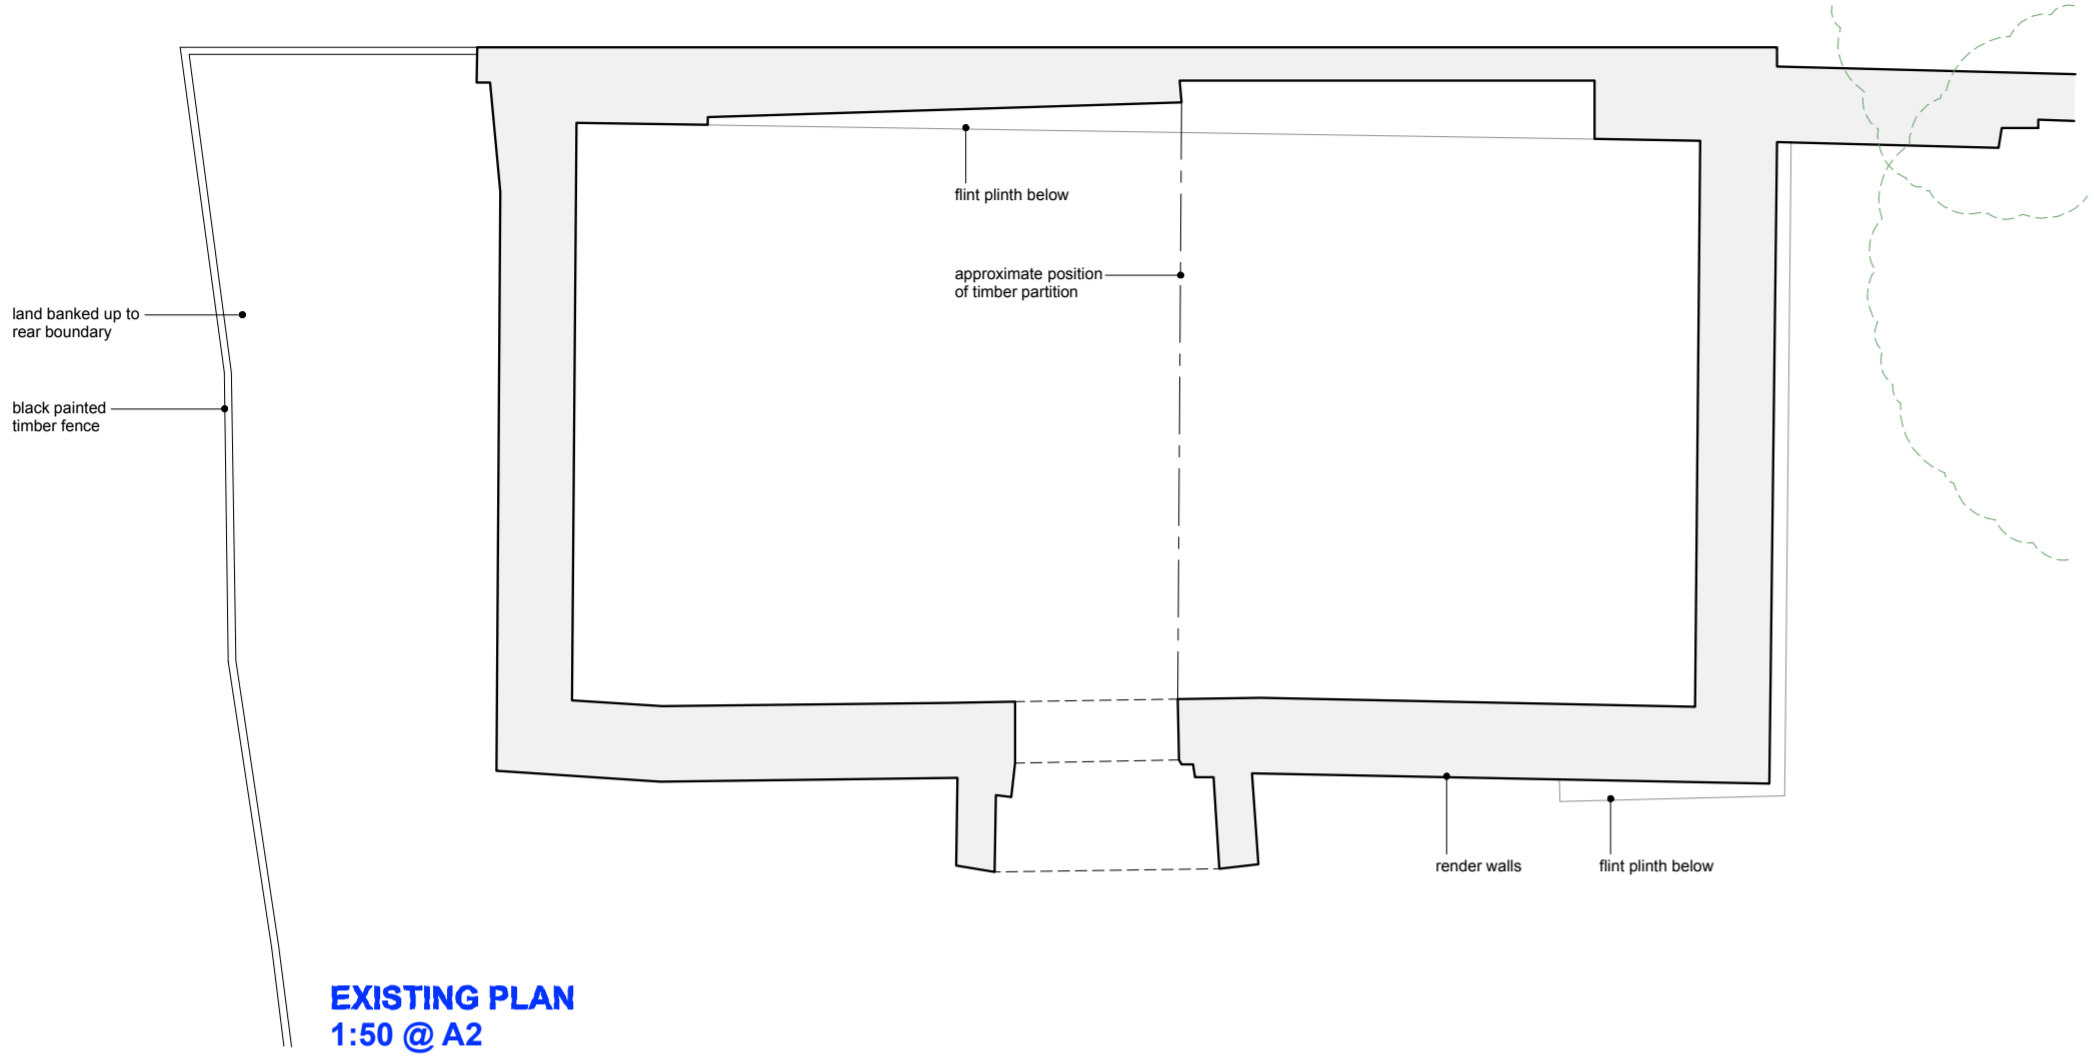 flint plinth below
approximate position
of timber partition
land banked up to
rear boundary
black painted
timber fence
render walls
flint plinth below
EXISTING PLAN
1:50 @ A2